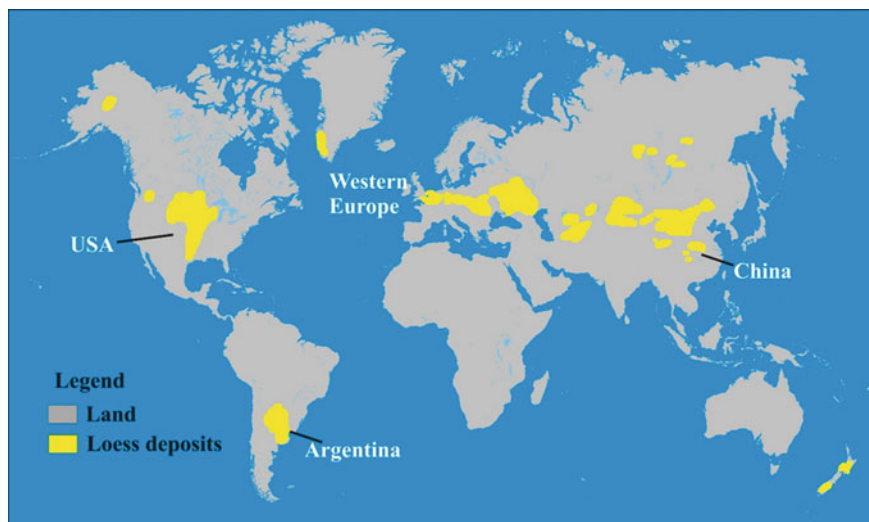 Western
Europe
USA
China
Legend
Land
Loess deposits
Argentina